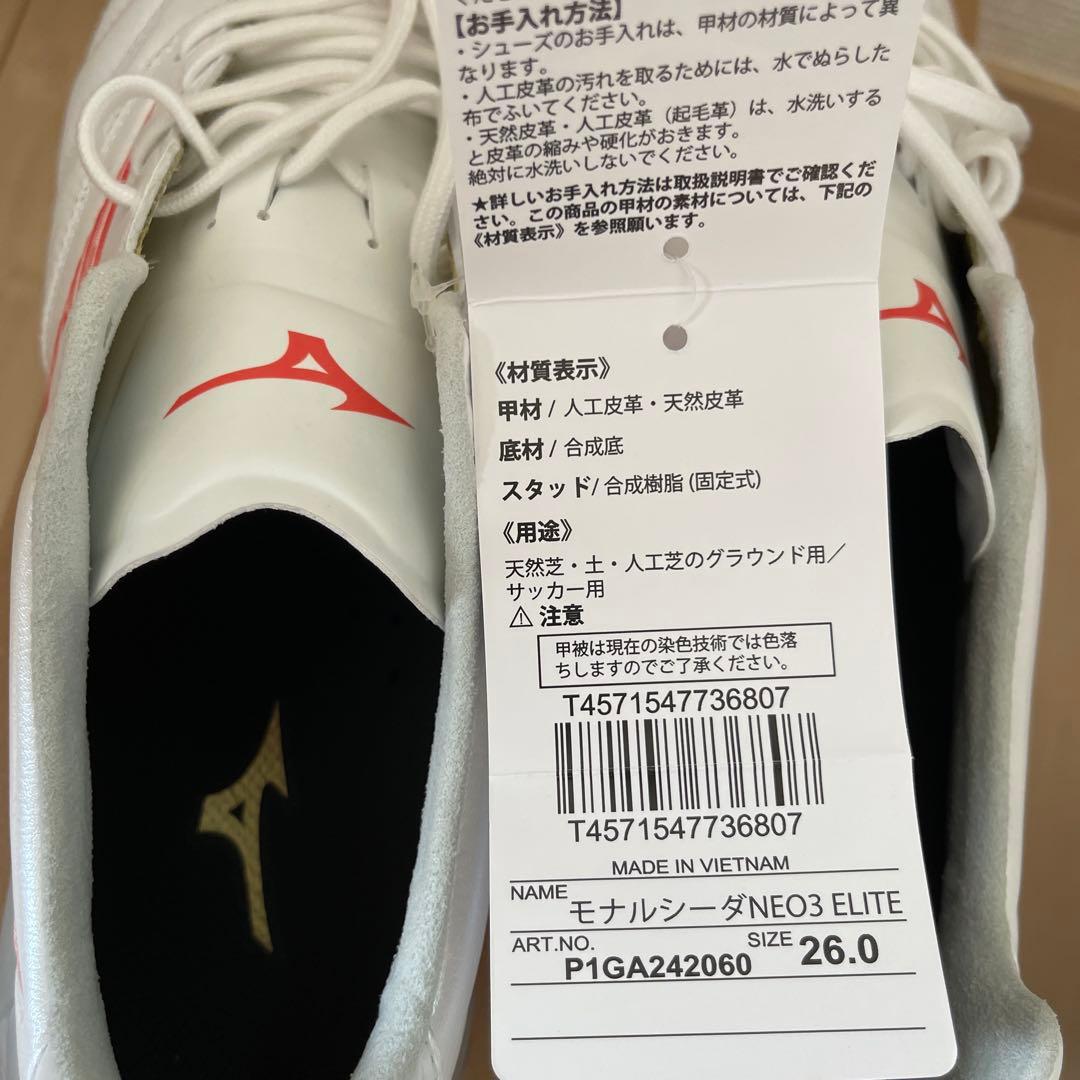 【お手入れ方法】
・シューズのお手入れは、甲材の材質によって異
なります。
・人工皮革の汚れを取るためには、水でぬらした
布でふいてください。
・天然皮革・人工皮革（起毛革）は、水洗いする
と皮革の縮みや硬化がおきます。
絶対に水洗いしないでください。
★詳しいお手入れ方法は取扱説明書でご確認くだ
さい。この商品の甲材の素材については、下記の
《材質表示》を参照願います。
《材質表示》
甲材 / 人工皮革・天然皮革
底材 / 合成底
スタッド/ 合成樹脂 (固定式)
《用途》
天然芝・土・人工芝のグラウンド用／
サッカー用
⚠ 注意
甲被は現在の染色技術では色落
ちしますのでご了承ください。
T4571547736807
T4571547736807
MADE IN VIETNAM
NAME モナルシーダNEO3 ELITE
ART.NO. P1GA242060 SIZE 26.0